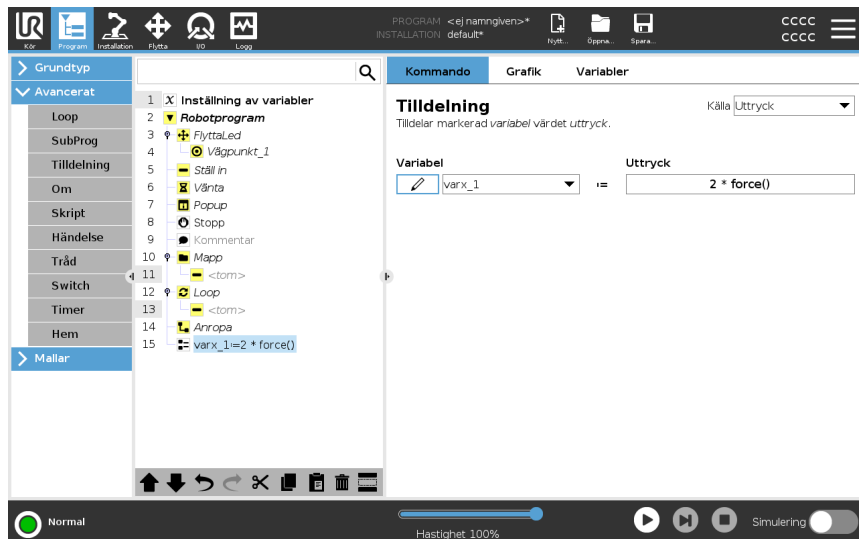 UR
PROGRAM <ej namngiven>*
INSTALLATION default*
Kör Program Installation Flytta I/O Logg
Nytt... Öppna... Spara...
CCCC
CCCC
Grundtyp
Avancerat
Loop
SubProg
Tilldelning
Om
Skript
Händelse
Tråd
Switch
Timer
Hem
Mallar
1 X Inställning av variabler
2 Robotprogram
3 FlyttaLed
4 Vägpunkt_1
5 Ställ in
6 Vänta
7 Popup
8 Stopp
9 Kommentar
10 Mapp
11 <tom>
12 Loop
13 <tom>
14 Anropa
15 varx_1:=2 * force()
Kommando Grafik Variabler
Tilldelning
Källa Uttryck
Tilldelar markerad variabel värdet uttryck.
Variabel Uttryck
varx_1 := 2 * force()
Normal
Hastighet 100%
Simulering